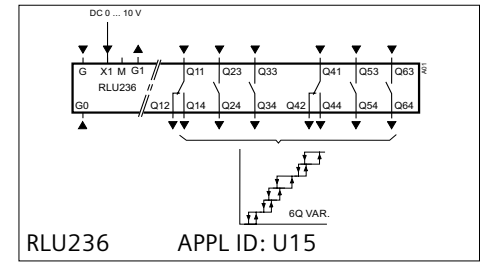 DC 0 ... 10 V
G X1 M G1 Q11 Q23 Q33 Q41 Q53 Q63
A01
RLU236
G0 Q12 Q14 Q24 Q34 Q42 Q44 Q54 Q64
6Q VAR.
RLU236 APPL ID: U15